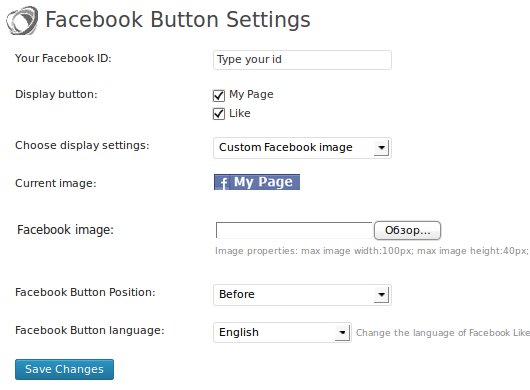 Facebook Button Settings
Your Facebook ID: Type your id
Display button: My Page
Like
Choose display settings: Custom Facebook image
Current image: f My Page
Facebook image: Обзор...
Image properties: max image width:100px; max image height:40px;
Facebook Button Position: Before
Facebook Button language: English Change the language of Facebook Like
Save Changes